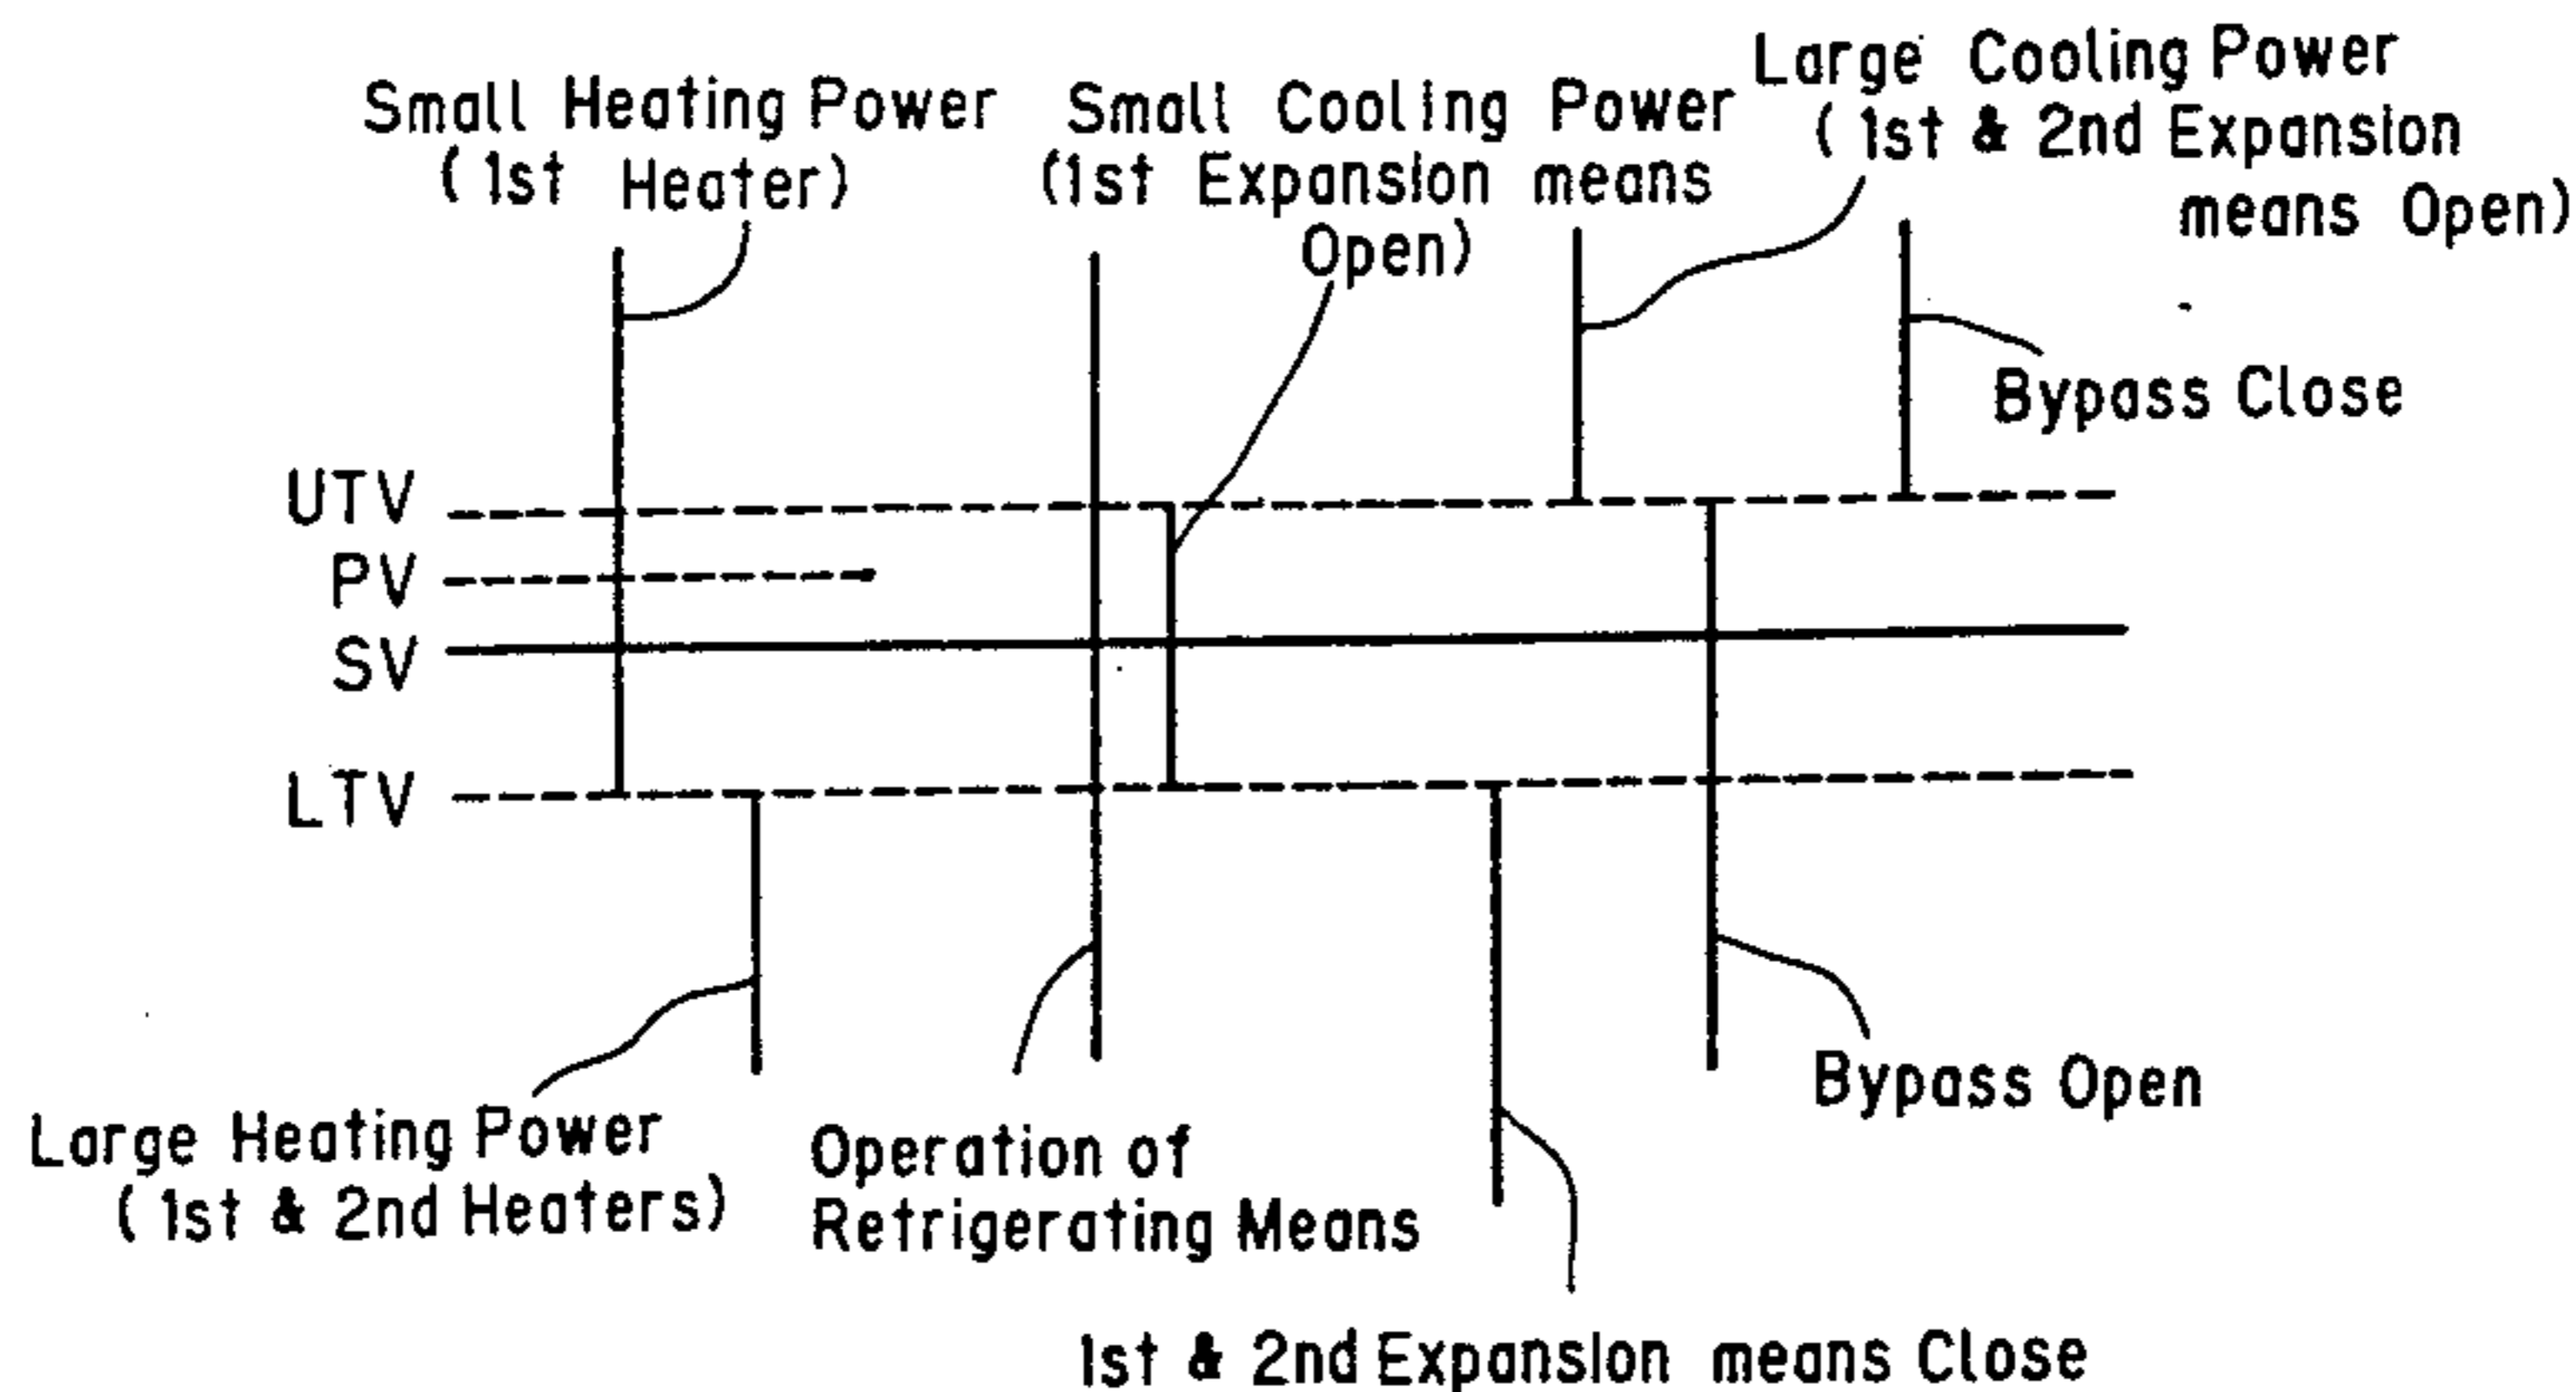 Small Heating Power
(1st Heater)
Small Cooling Power
(1st Expansion means
Open)
Large Cooling Power
(1st & 2nd Expansion
means Open)
Bypass Close
UTV
PV
SV
LTV
Large Heating Power
(1st & 2nd Heaters)
Operation of
Retrigerating Means
Bypass Open
1st & 2nd Expansion means Close